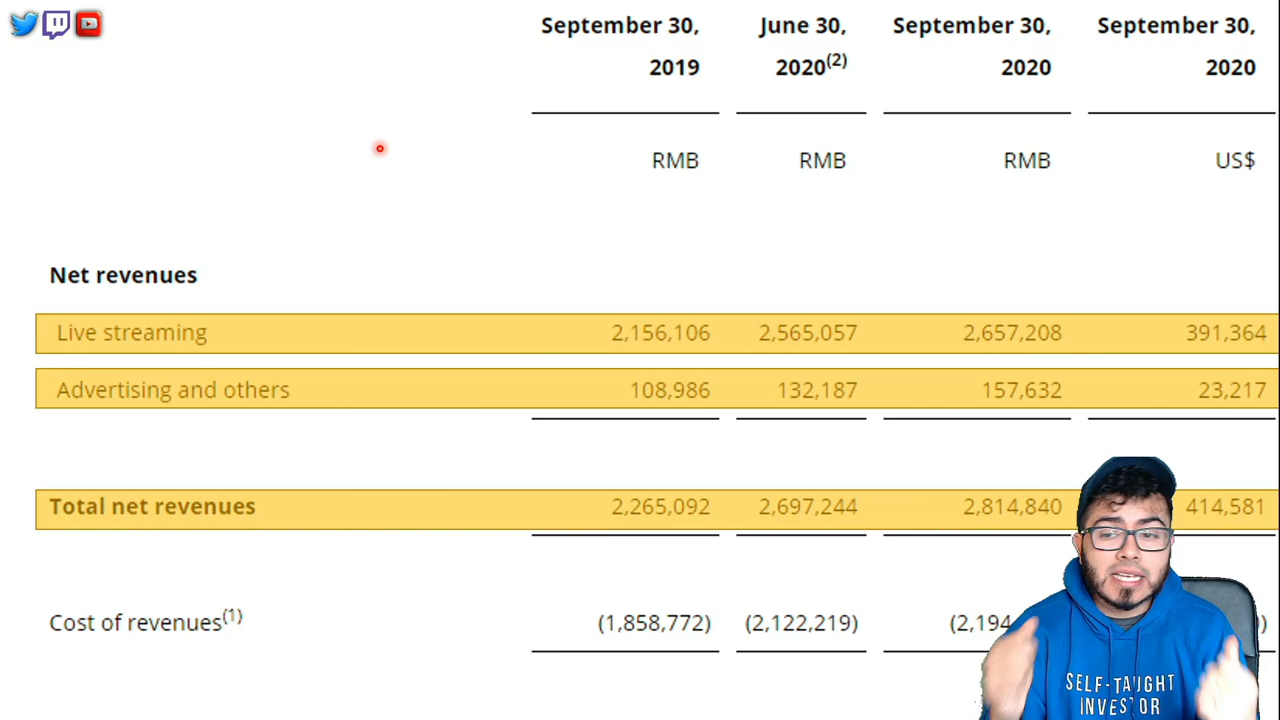 September 30, June 30, September 30, September 30,
2019 2020(2) 2020 2020
RMB RMB RMB US$
Net revenues
Live streaming 2,156,106 2,565,057 2,657,208 391,364
Advertising and others 108,986 132,187 157,632 23,217
Total net revenues 2,265,092 2,697,244 2,814,840 414,581
Cost of revenues(1) (1,858,772) (2,122,219) (2,194
SELF-TAUGHT
INVESTOR